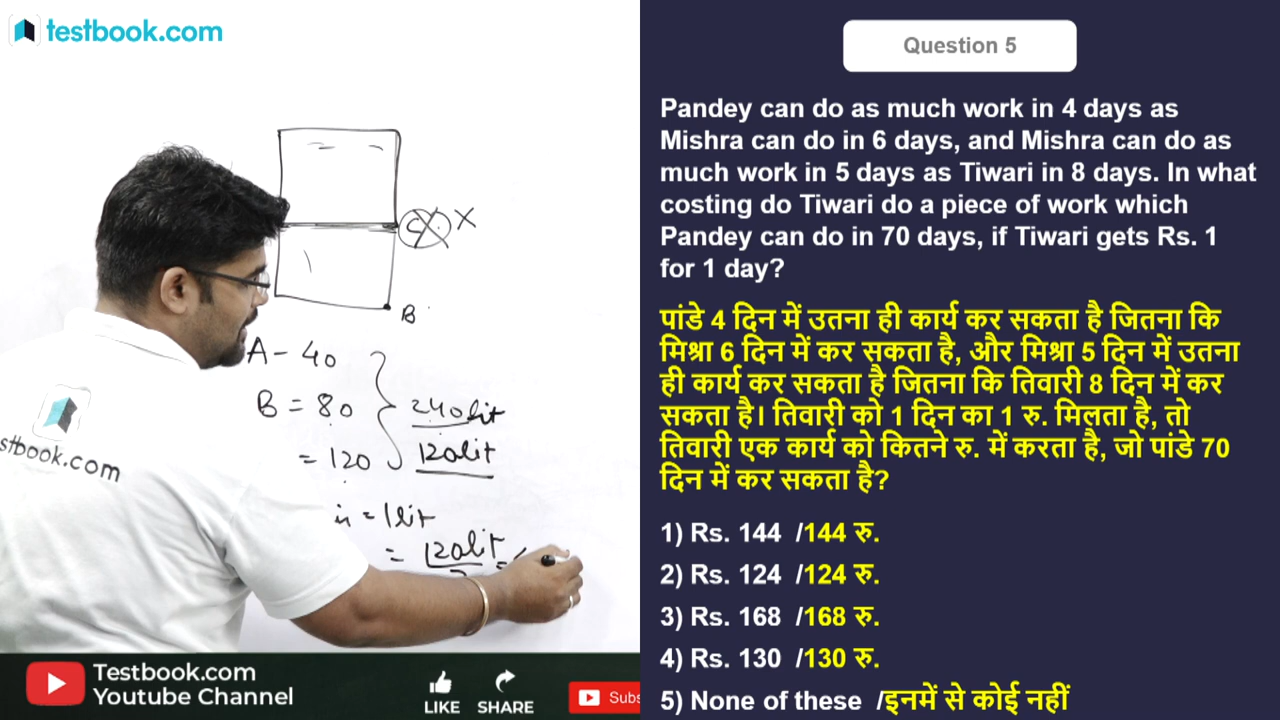 testbook.com
A - 40
B = 80
= 120
240lit
120lit
= 1lit
= 120lit
B
X
stbook.com
Testbook.com
Youtube Channel
LIKE
SHARE
Subs
Question 5
Pandey can do as much work in 4 days as
Mishra can do in 6 days, and Mishra can do as
much work in 5 days as Tiwari in 8 days. In what
costing do Tiwari do a piece of work which
Pandey can do in 70 days, if Tiwari gets Rs. 1
for 1 day?
पांडे 4 दिन में उतना ही कार्य कर सकता है जितना कि
मिश्रा 6 दिन में कर सकता है, और मिश्रा 5 दिन में उतना
ही कार्य कर सकता है जितना कि तिवारी 8 दिन में कर
सकता है। तिवारी को 1 दिन का 1 रु. मिलता है, तो
तिवारी एक कार्य को कितने रु. में करता है, जो पांडे 70
दिन में कर सकता है?
1) Rs. 144 /144 रु.
2) Rs. 124 /124 रु.
3) Rs. 168 /168 रु.
4) Rs. 130 /130 रु.
5) None of these /इनमें से कोई नहीं